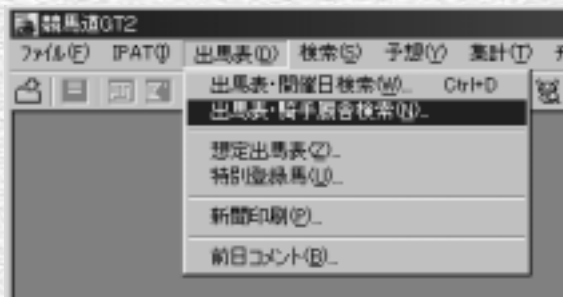 競馬道GT2
ファイル(F) IPAT(I) 出馬表(D) 検索(S) 予想(Y) 集計(T)
出馬表・開催日検索(W)... Ctrl+D
出馬表・騎手厩舎検索(N)...
想定出馬表(Z)...
特別登録馬(U)...
新聞印刷(P)...
前日コメント(B)...